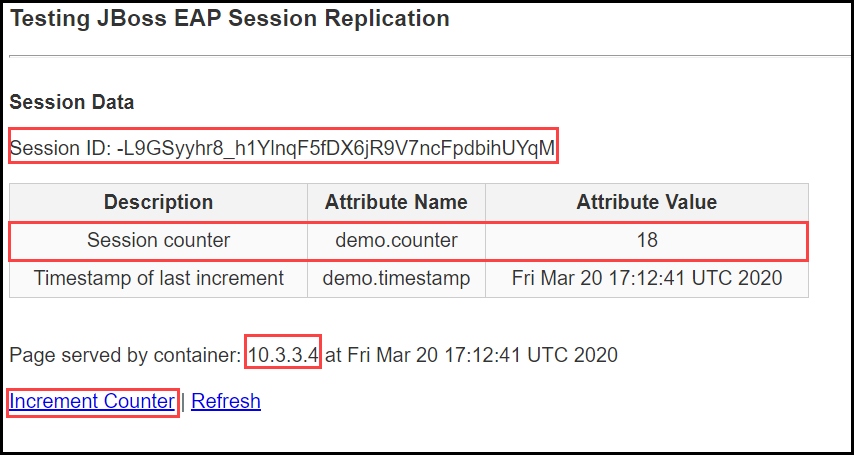 Testing JBoss EAP Session Replication
Session Data
Session ID: -L9GSyyhr8_h1YlnqF5fDX6jR9V7ncFpdbihUYqM
Description Attribute Name Attribute Value
Session counter demo.counter 18
Timestamp of last increment demo.timestamp Fri Mar 20 17:12:41 UTC 2020
Page served by container: 10.3.3.4 at Fri Mar 20 17:12:41 UTC 2020
Increment Counter | Refresh